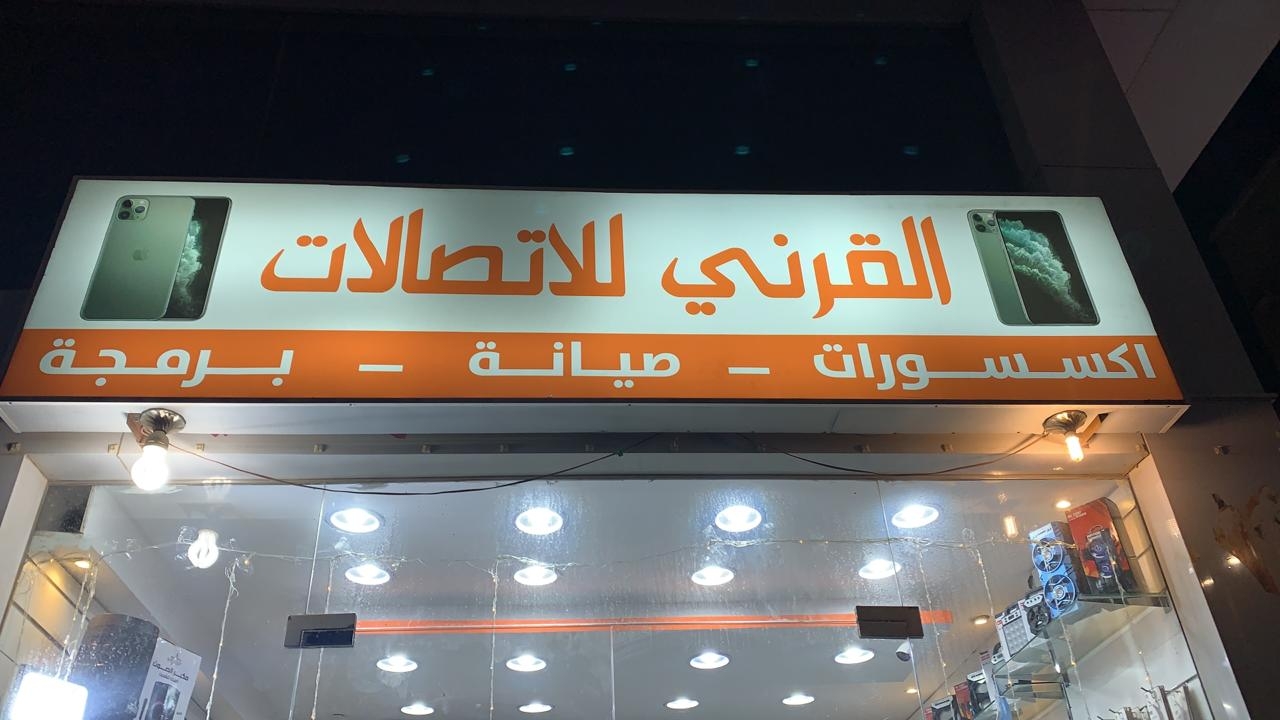 القرني للاتصالات
اكسسورات - صيانة - برمجة